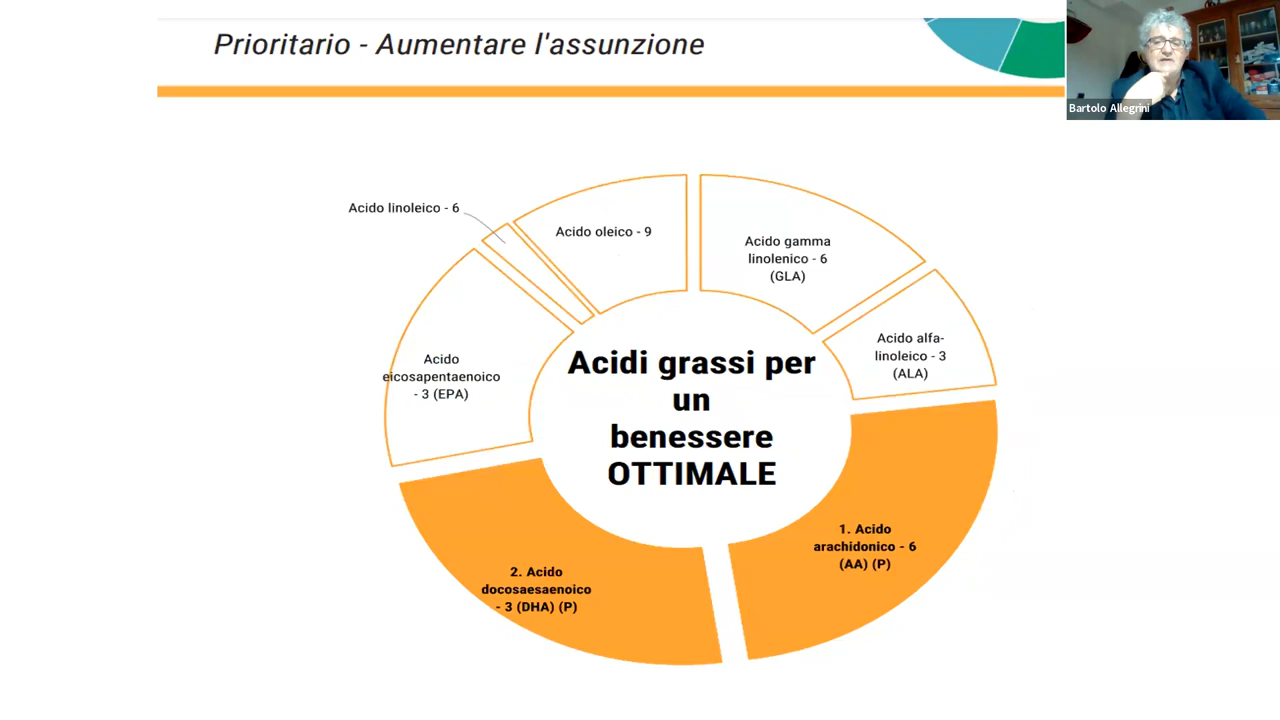 Prioritario - Aumentare l'assunzione
Bartolo Allegrini
Acido linoleico - 6
Acido oleico - 9
Acido gamma
linolenico - 6
(GLA)
Acido alfa-
linoleico - 3
(ALA)
Acido
eicosapentaenoico
- 3 (EPA)
Acidi grassi per
un
benessere
OTTIMALE
1. Acido
arachidonico - 6
(AA) (P)
2. Acido
docosaesaenoico
- 3 (DHA) (P)